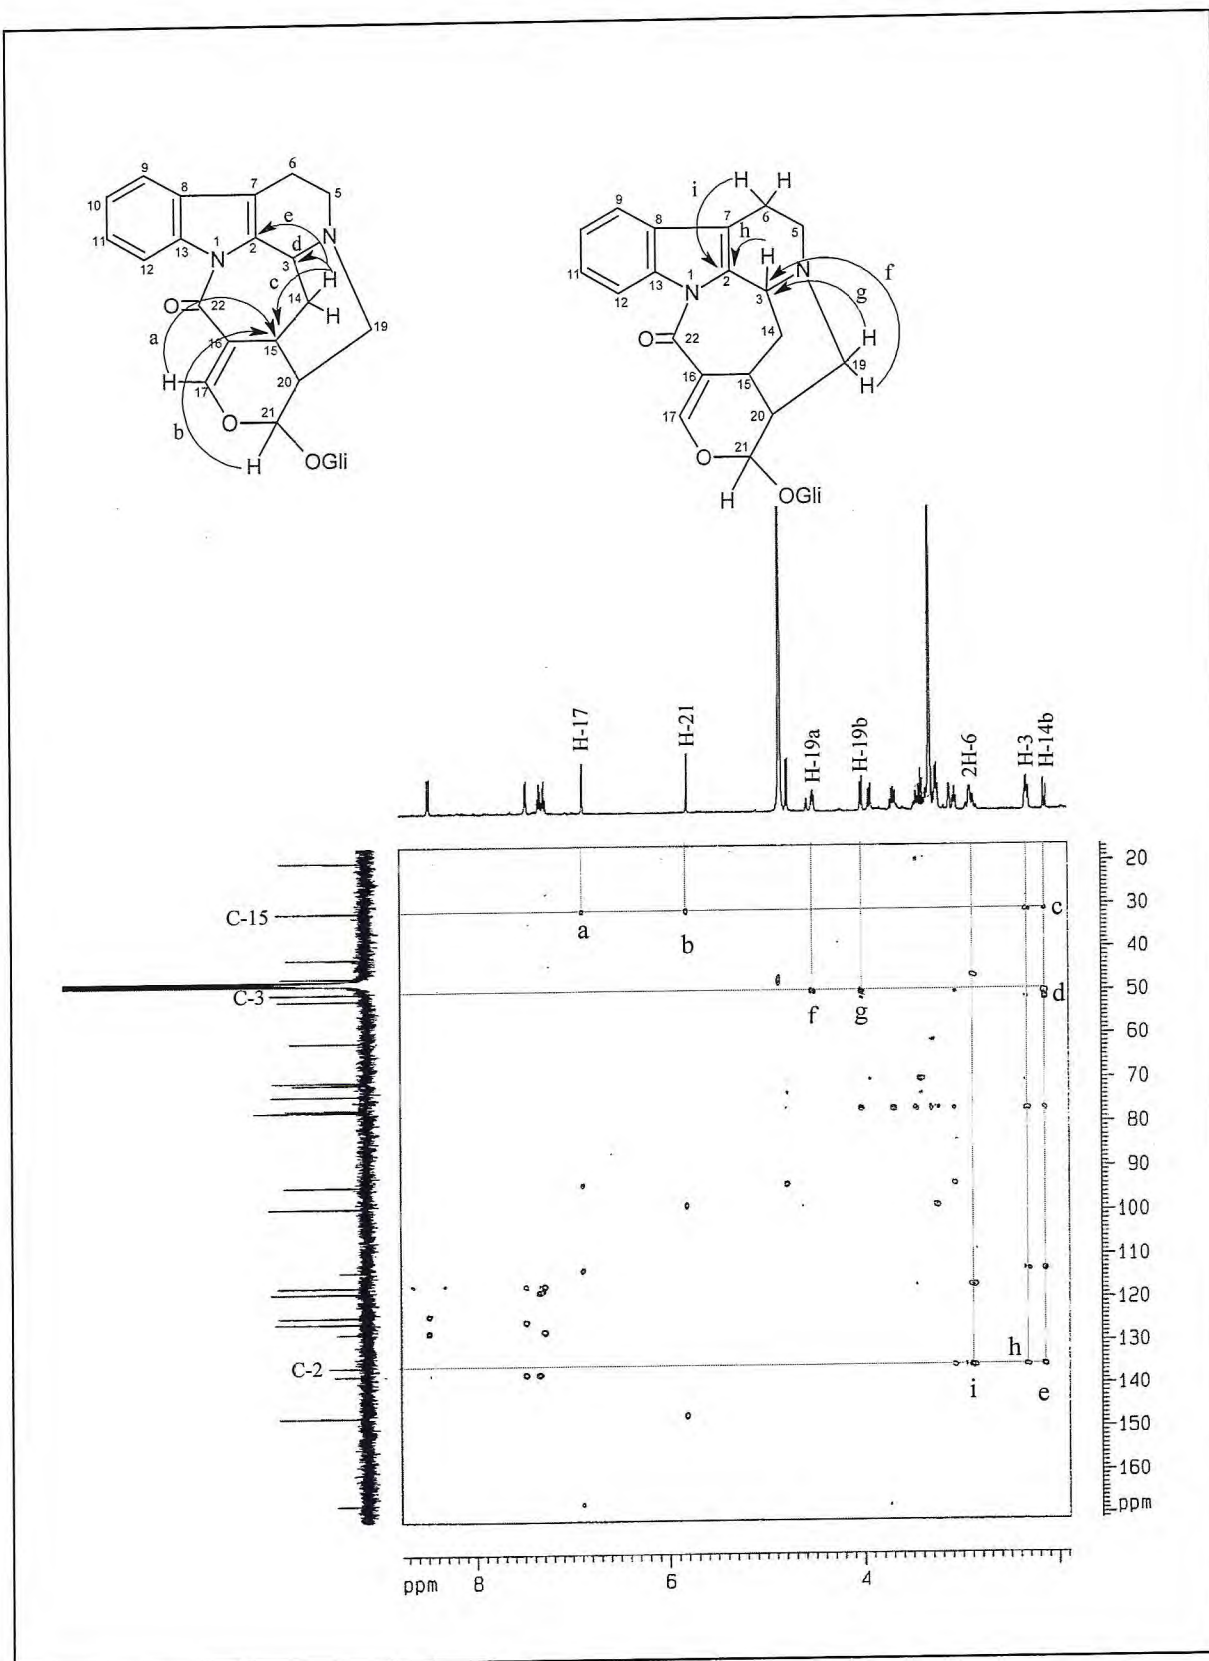 6
9
8
7
5
10
e
N
2
d
11
1
3
13
N
H
12
c
14
O
H
22
19
a
16
15
H
17
20
O
21
b
H
OGli
i
H
H
9
6
8
7
5
h
H
f
1
2
N
11
3
13
N
g
12
14
H
O
22
19
16
15
H
17
20
O
21
H
OGli
H-17
H-21
H-19a
H-19b
2H-6
H-3
H-14b
C-15
C-3
C-2
a
b
c
f
g
d
h
i
e
20
30
40
50
60
70
80
90
100
110
120
130
140
150
160
ppm
ppm 8 6 4